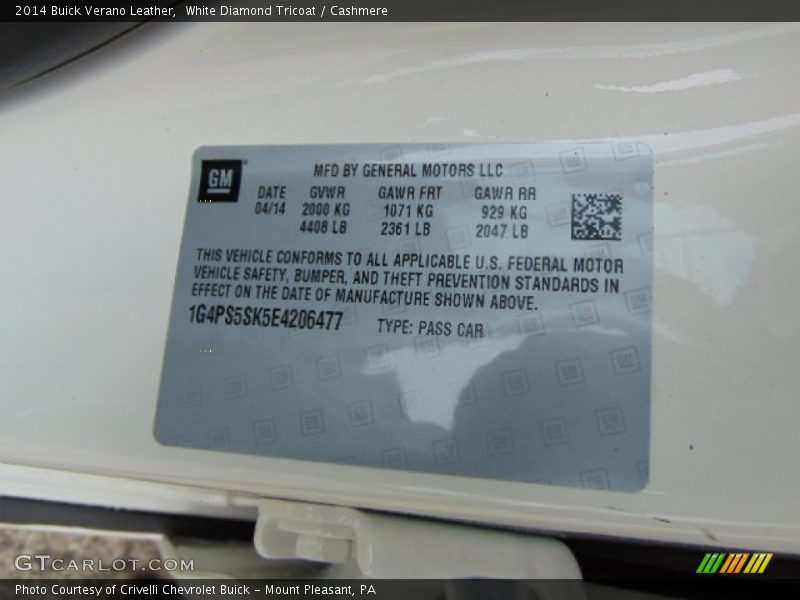 2014 Buick Verano Leather,  White Diamond Tricoat / Cashmere
GM
MFD BY GENERAL MOTORS LLC
DATE GVWR GAWR FRT GAWR RR
04/14 2000 KG 1071 KG 929 KG
4408 LB 2361 LB 2047 LB
THIS VEHICLE CONFORMS TO ALL APPLICABLE U.S. FEDERAL MOTOR
VEHICLE SAFETY, BUMPER, AND THEFT PREVENTION STANDARDS IN
EFFECT ON THE DATE OF MANUFACTURE SHOWN ABOVE.
1G4PS5SK5E4206477 TYPE: PASS CAR
GTCARLOT.COM
Photo Courtesy of Crivelli Chevrolet Buick – Mount Pleasant, PA